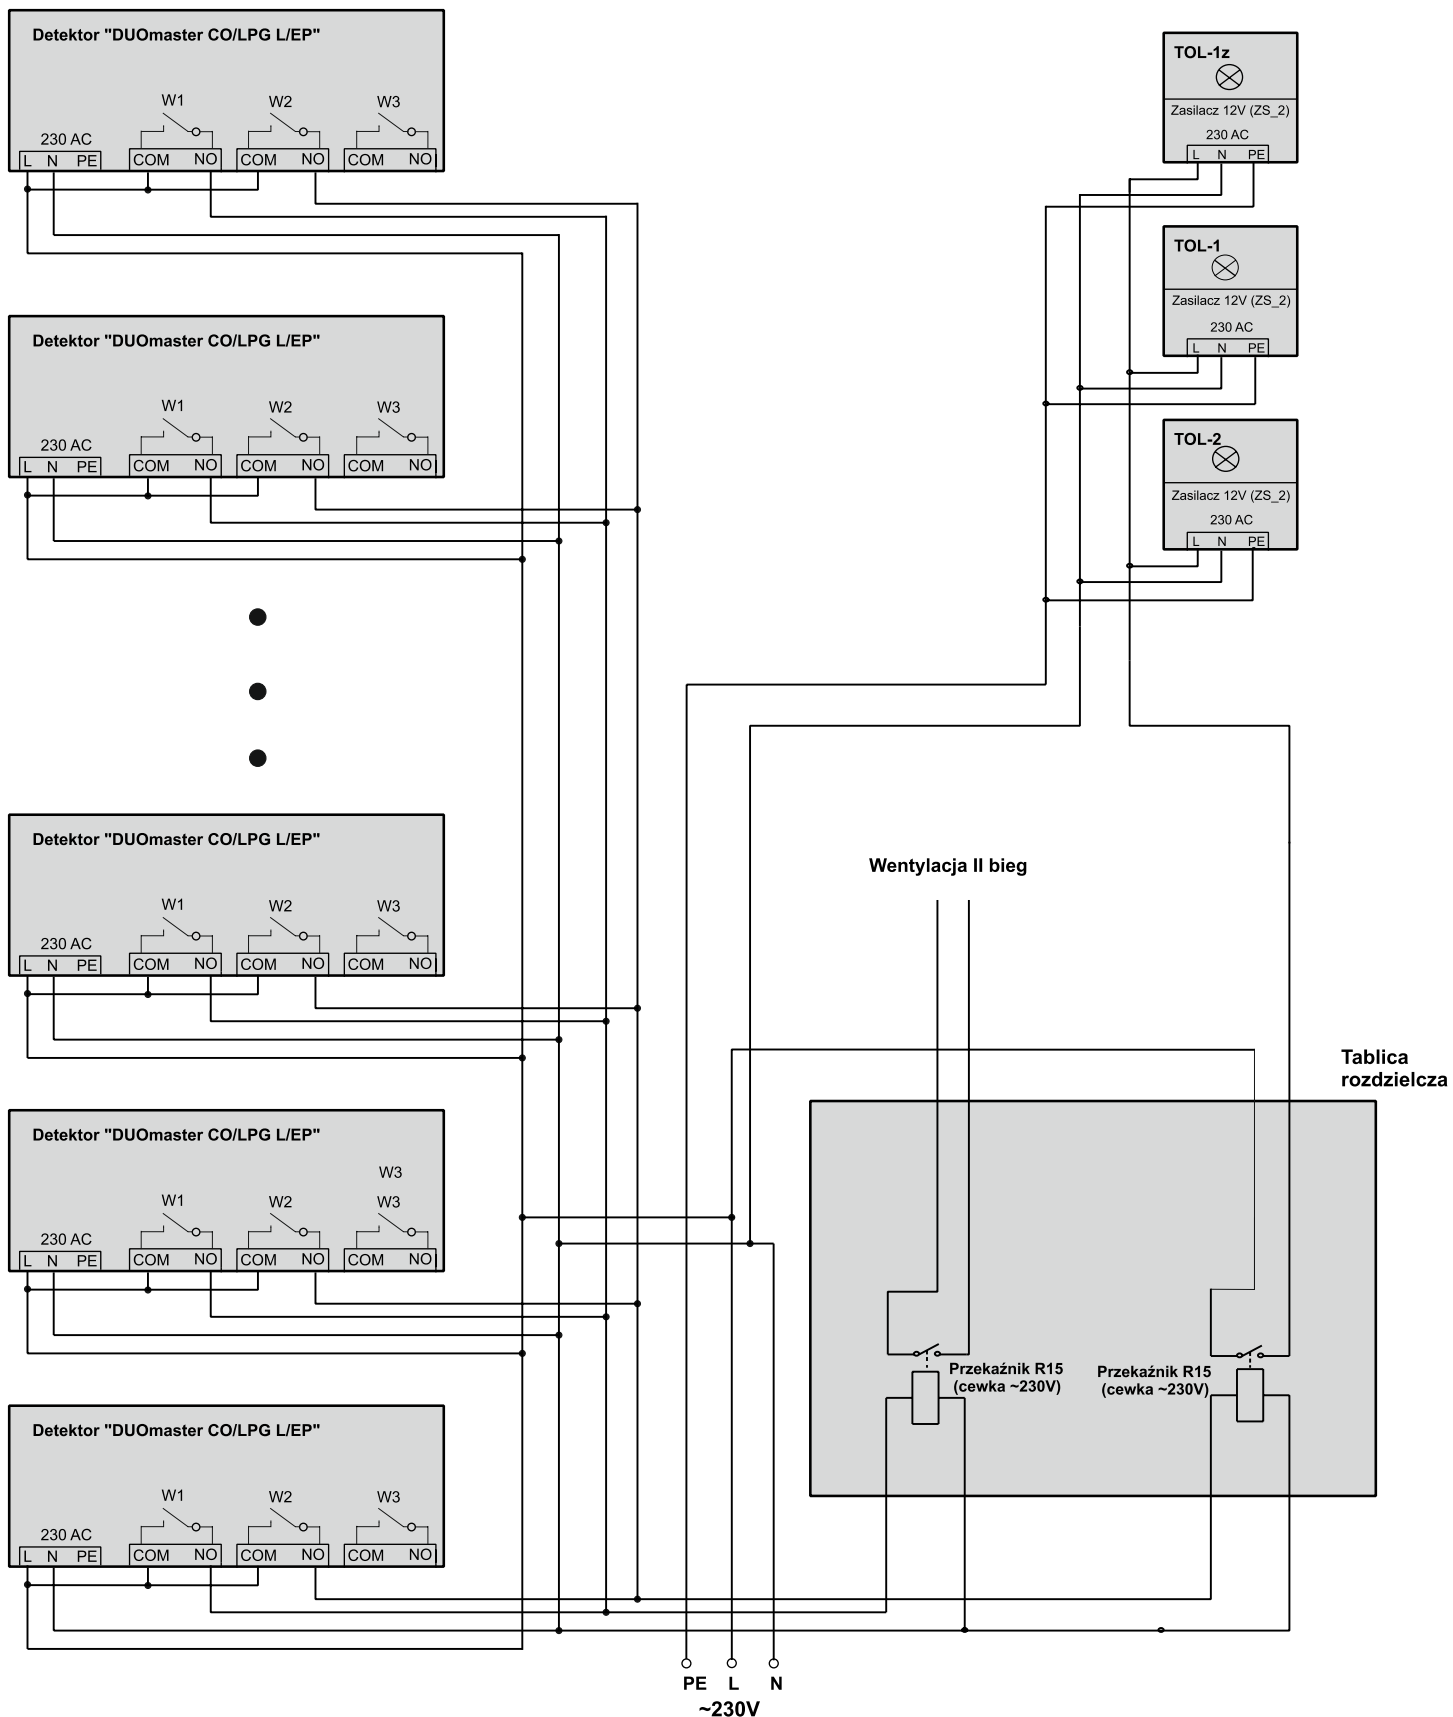 Detektor "DUOmaster CO/LPG L/EP"
W1 W2 W3
230 AC
L N PE COM NO COM NO COM NO
TOL-1z
Zasilacz 12V (ZS_2)
230 AC
L N PE
TOL-1
Zasilacz 12V (ZS_2)
230 AC
L N PE
Detektor "DUOmaster CO/LPG L/EP"
W1 W2 W3
230 AC
L N PE COM NO COM NO COM NO
TOL-2
Zasilacz 12V (ZS_2)
230 AC
L N PE
Detektor "DUOmaster CO/LPG L/EP"
W1 W2 W3
230 AC
L N PE COM NO COM NO COM NO
Wentylacja II bieg
Tablica
rozdzielcza
Detektor "DUOmaster CO/LPG L/EP"
W3
W1 W2 W3
230 AC
L N PE COM NO COM NO COM NO
Przekaźnik R15
(cewka ~230V)
Przekaźnik R15
(cewka ~230V)
Detektor "DUOmaster CO/LPG L/EP"
W1 W2 W3
230 AC
L N PE COM NO COM NO COM NO
PE L N
~230V